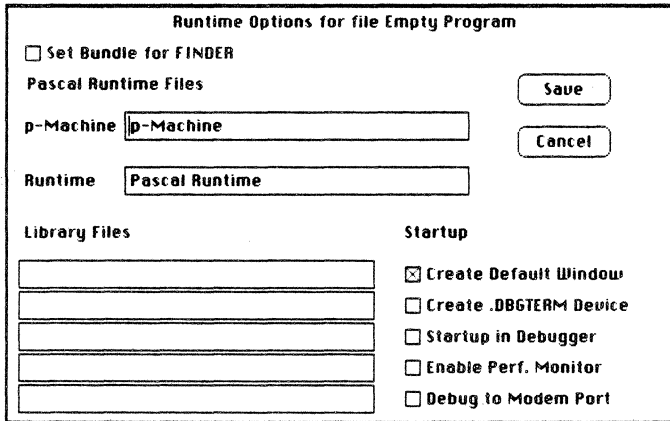 Runtime Options for file Empty Program
Set Bundle for FINDER
Pascal Runtime Files
Save
p-Machine p-Machine
Cancel
Runtime Pascal Runtime
Library Files
Startup
Create Default Window
Create .DBGTERM Device
Startup in Debugger
Enable Perf. Monitor
Debug to Modem Port